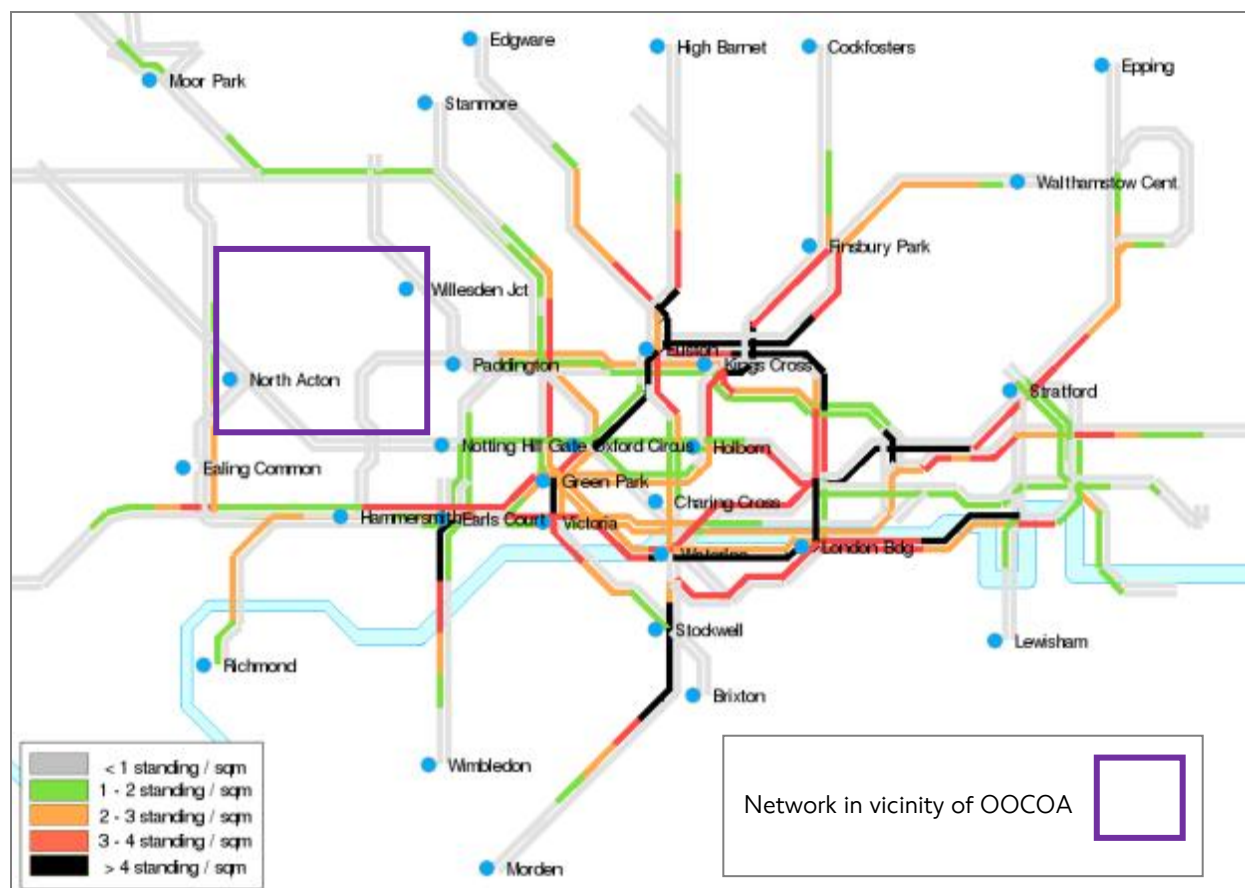 Edgware
High Barnet
Cockfosters
Epping
Moor Park
Stanmore
Walthamstow Cent.
Finsbury Park
Willesden Jct
Euston
Paddington
Kings Cross
North Acton
Stratford
Notting Hill Gate
Oxford Circus
Holborn
Ealing Common
Green Park
Charing Cross
Hammersmith
Earls Court
Victoria
Waterloo
London Bdg
Stockwell
Lewisham
Richmond
Brixton
Wimbledon
Morden
< 1 standing / sqm
1 - 2 standing / sqm
2 - 3 standing / sqm
3 - 4 standing / sqm
> 4 standing / sqm
Network in vicinity of OOCOA